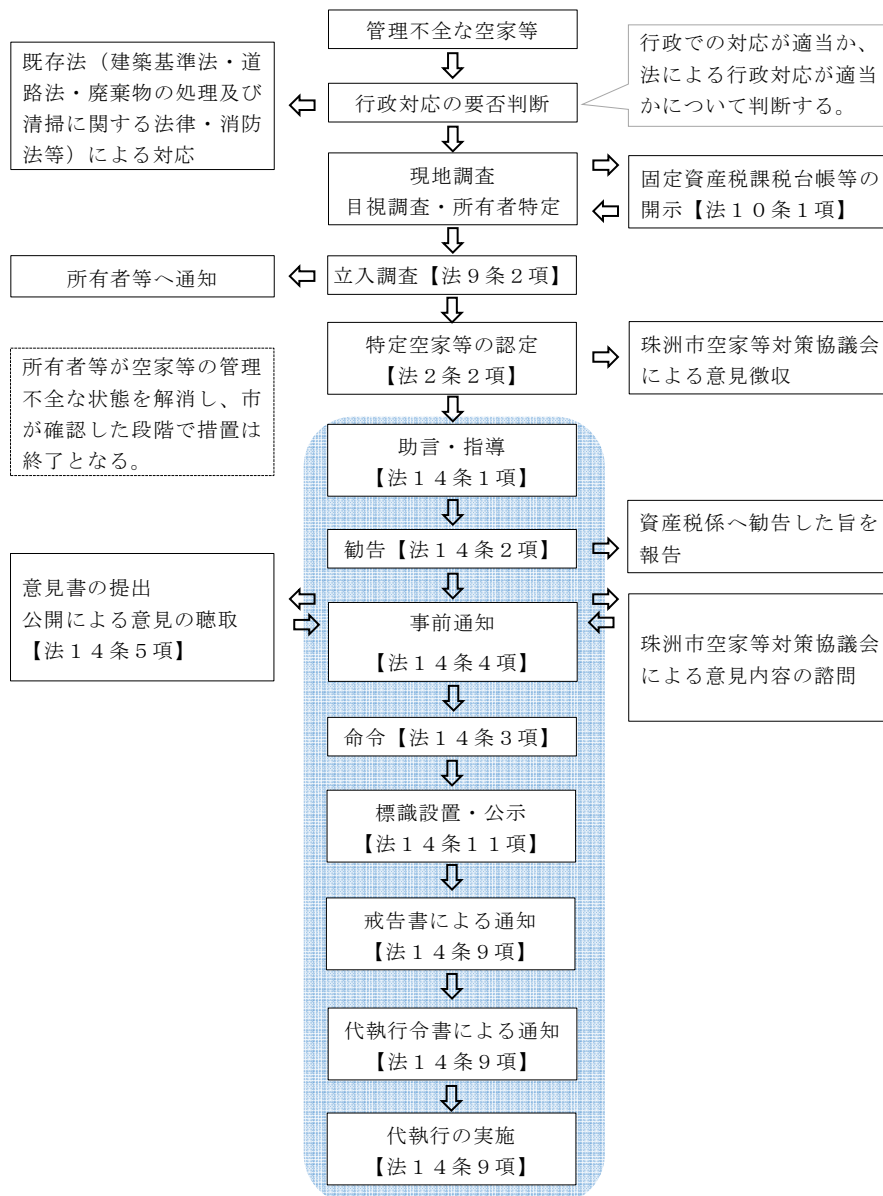 管理不全な空家等
既存法（建築基準法・道
路法・廃棄物の処理及び
清掃に関する法律・消防
法等）による対応
行政対応の要否判断
行政での対応が適当か、
法による行政対応が適当
かについて判断する。
現地調査
目視調査・所有者特定
固定資産税課税台帳等の
開示【法１０条１項】
所有者等へ通知
立入調査【法９条２項】
特定空家等の認定
【法２条２項】
珠洲市空家等対策協議会
による意見徴収
所有者等が空家等の管理
不全な状態を解消し、市
が確認した段階で措置は
終了となる。
助言・指導
【法１４条１項】
勧告【法１４条２項】
資産税係へ勧告した旨を
報告
意見書の提出
公開による意見の聴取
【法１４条５項】
事前通知
【法１４条４項】
珠洲市空家等対策協議会
による意見内容の諮問
命令【法１４条３項】
標識設置・公示
【法１４条１１項】
戒告書による通知
【法１４条９項】
代執行令書による通知
【法１４条９項】
代執行の実施
【法１４条９項】